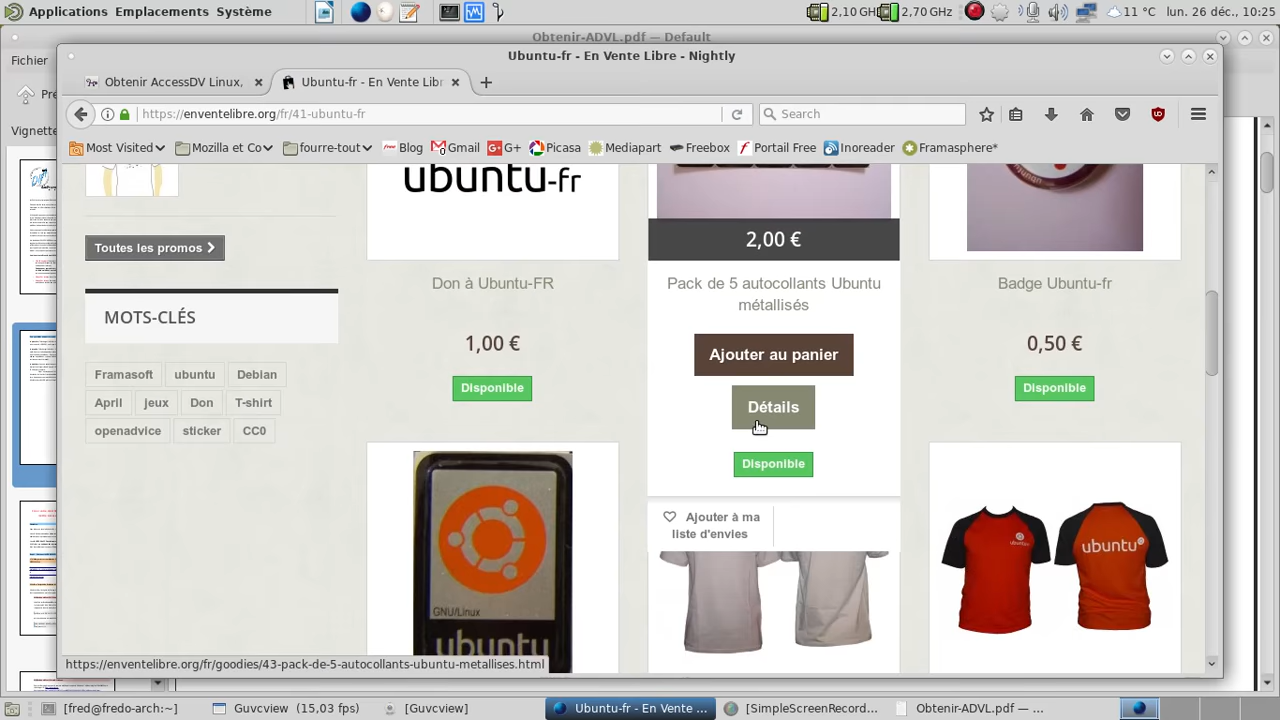 Applications Emplacements Système
2,10 GH 2,70 GHz 11 °C lun. 26 déc., 10:25
Obtenir-ADVL.pdf — Default
Ubuntu-fr - En Vente Libre - Nightly
Fichier
Obtenir AccessDV Linux,
Ubuntu-fr - En Vente Libr
https://enventelibre.org/fr/41-ubuntu-fr
Search
Most Visited Mozilla et Co fourre-tout Blog Gmail G+ Picasa Mediapart Freebox Portail Free Inoreader Framasphere*
Vignette
ubuntu-fr
2,00 €
Toutes les promos
Don à Ubuntu-FR
Pack de 5 autocollants Ubuntu
métallisés
Badge Ubuntu-fr
MOTS-CLÉS
1,00 €
Ajouter au panier
0,50 €
Disponible
Détails
Disponible
Framasoft ubuntu Debian
April jeux Don T-shirt
openadvice sticker CC0
Disponible
Ajouter à ma
liste d'envies
GNU/Linux
ubuntu
ubuntu
https://enventelibre.org/fr/goodies/43-pack-de-5-autocollants-ubuntu-metallises.html
[fred@fredo-arch:~] Guvcview (15,03 fps) [Guvcview] Ubuntu-fr - En Vente ... [SimpleScreenRecord... Obtenir-ADVL.pdf — ...